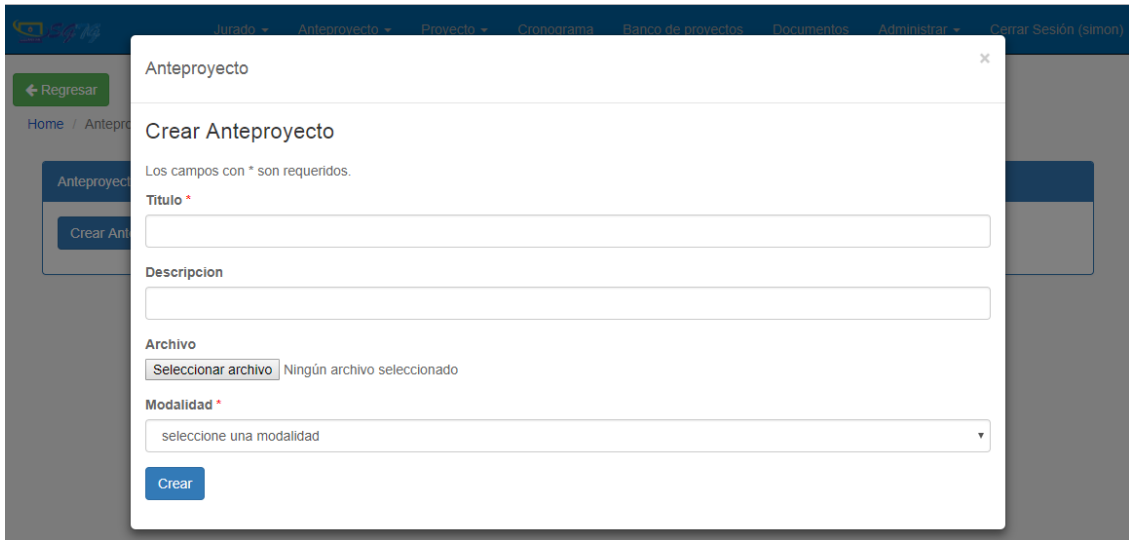 Jurado Anteproyecto Proyecto Cronograma Banco de proyectos Documentos Administrar Cerrar Sesión (simon)
Anteproyecto ×
Regresar
Home / Antepro
Crear Anteproyecto
Los campos con * son requeridos.
Anteproyect
Titulo *
Crear Ant
Descripcion
Archivo
Seleccionar archivo Ningún archivo seleccionado
Modalidad *
seleccione una modalidad
Crear